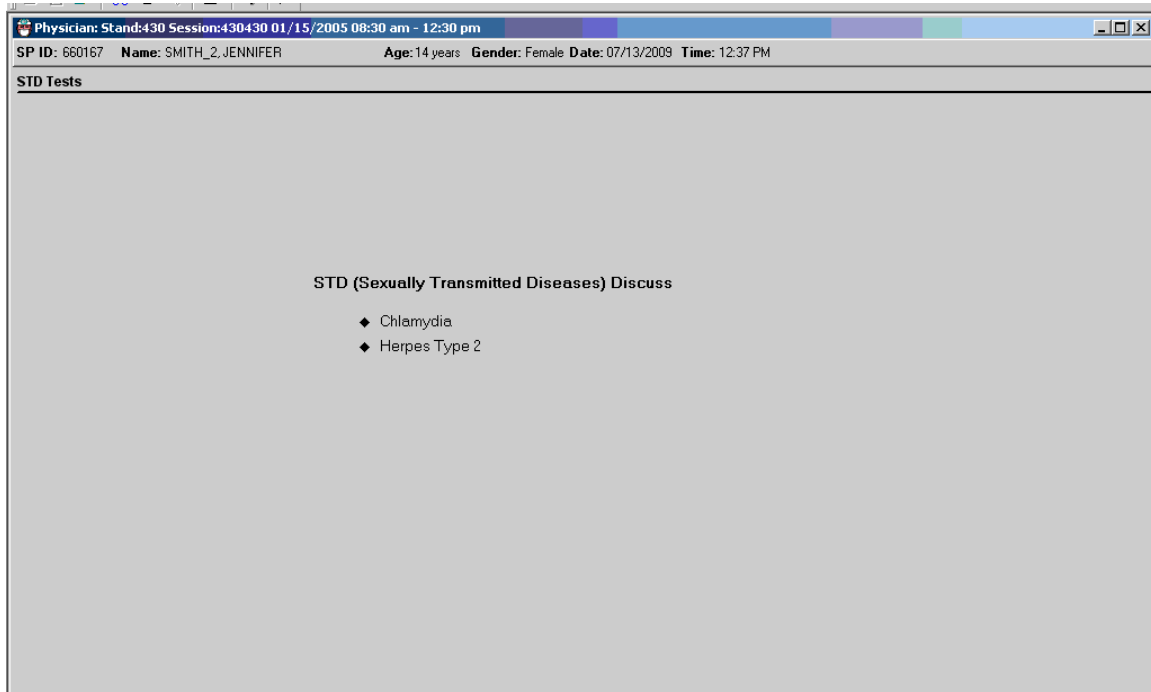 Physician: Stand:430 Session:430430 01/15/2005 08:30 am - 12:30 pm
SP ID: 660167 Name: SMITH_2, JENNIFER Age: 14 years Gender: Female Date: 07/13/2009 Time: 12:37 PM
STD Tests
STD (Sexually Transmitted Diseases) Discuss
◆ Chlamydia
◆ Herpes Type 2